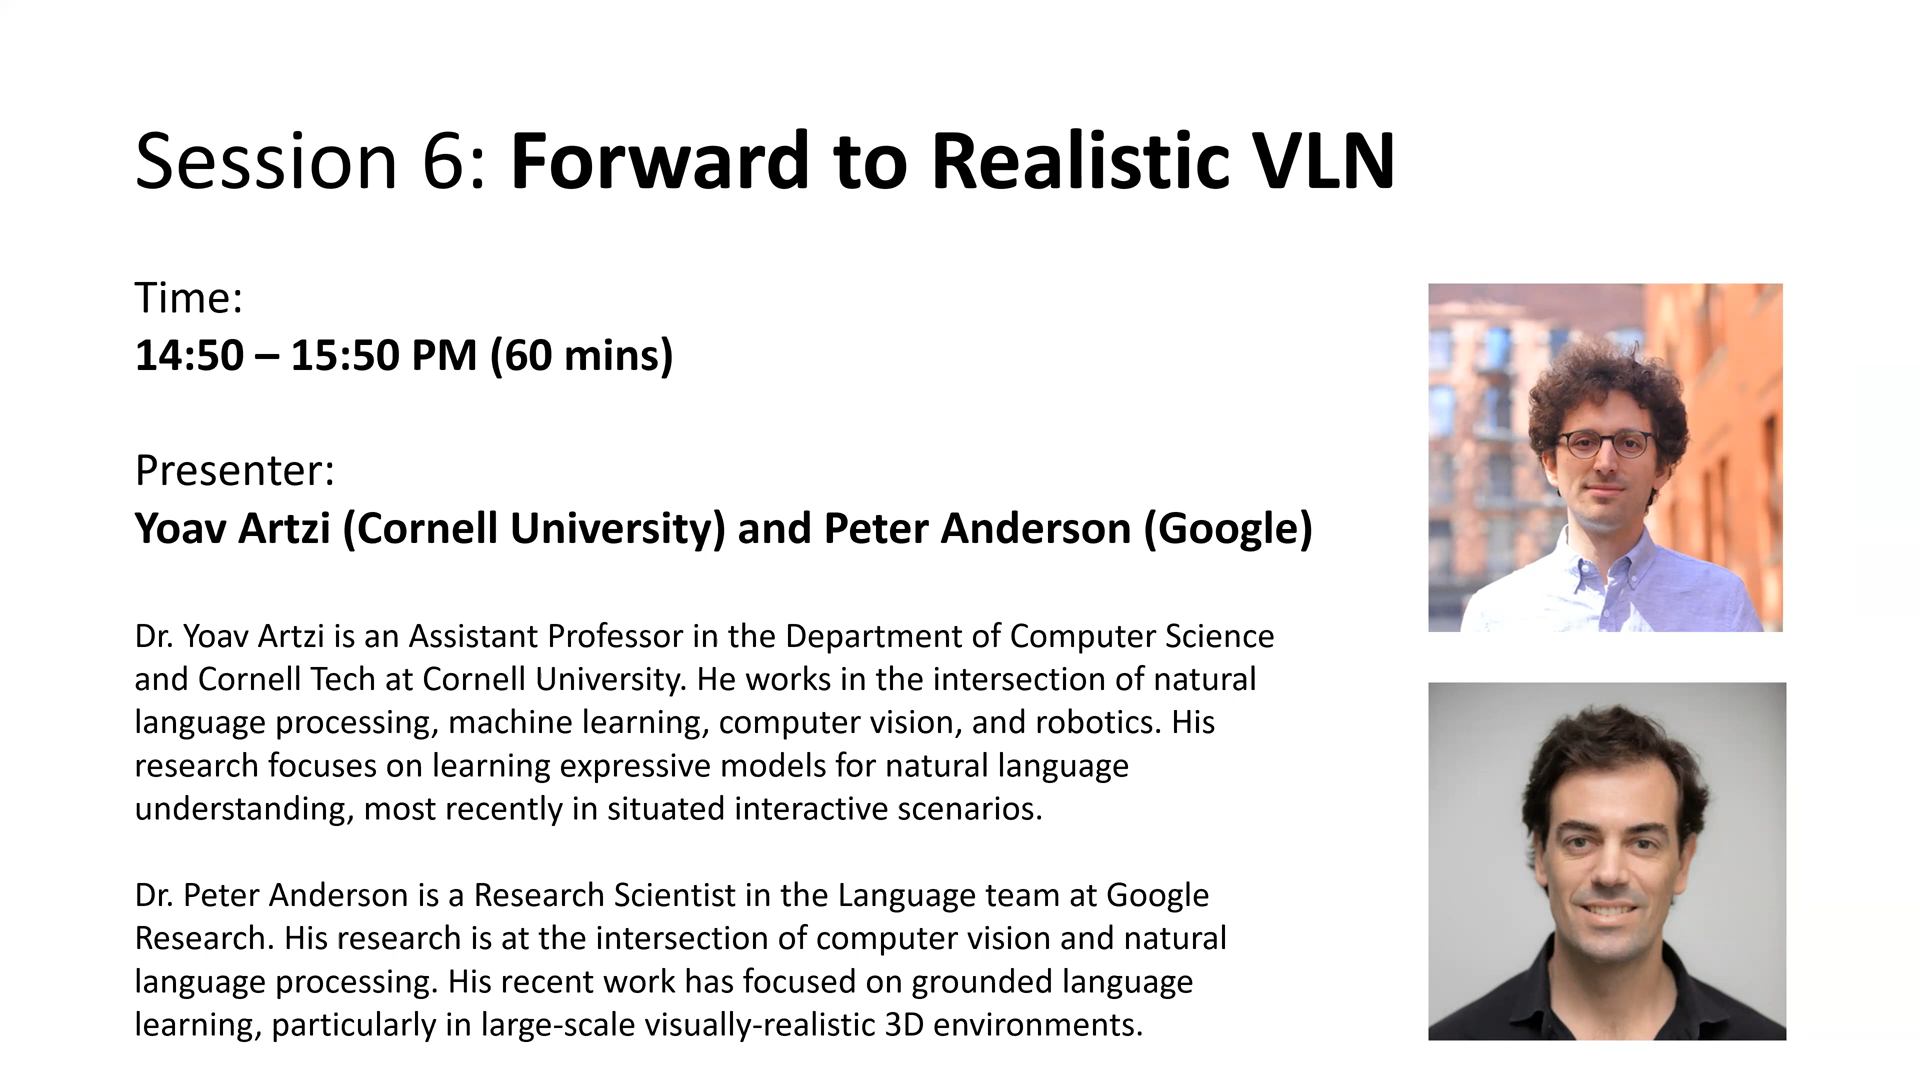 Session 6: Forward to Realistic VLN
Time:
14:50 – 15:50 PM (60 mins)
Presenter:
Yoav Artzi (Cornell University) and Peter Anderson (Google)
Dr. Yoav Artzi is an Assistant Professor in the Department of Computer Science
and Cornell Tech at Cornell University. He works in the intersection of natural
language processing, machine learning, computer vision, and robotics. His
research focuses on learning expressive models for natural language
understanding, most recently in situated interactive scenarios.
Dr. Peter Anderson is a Research Scientist in the Language team at Google
Research. His research is at the intersection of computer vision and natural
language processing. His recent work has focused on grounded language
learning, particularly in large-scale visually-realistic 3D environments.